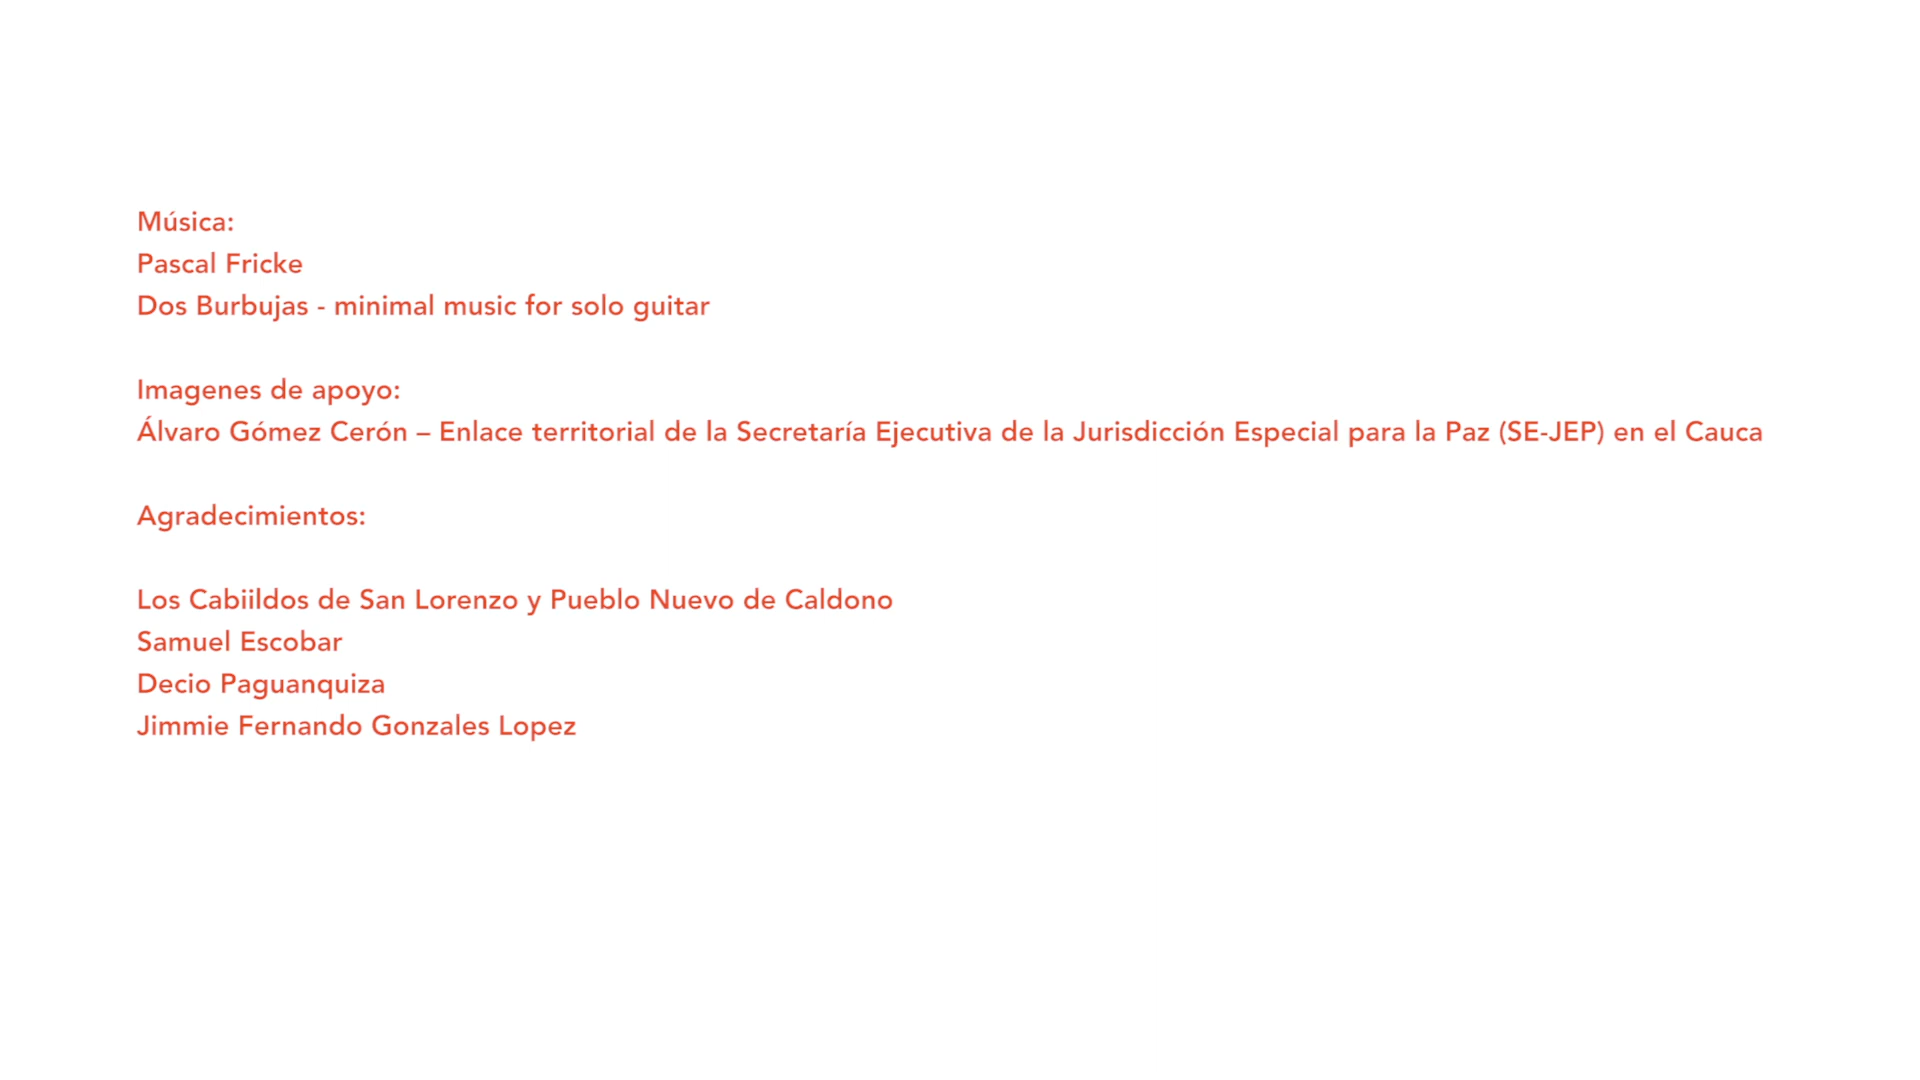 Música:
Pascal Fricke
Dos Burbujas - minimal music for solo guitar
Imagenes de apoyo:
Álvaro Gómez Cerón – Enlace territorial de la Secretaría Ejecutiva de la Jurisdicción Especial para la Paz (SE-JEP) en el Cauca
Agradecimientos:
Los Cabiildos de San Lorenzo y Pueblo Nuevo de Caldono
Samuel Escobar
Decio Paguanquiza
Jimmie Fernando Gonzales Lopez